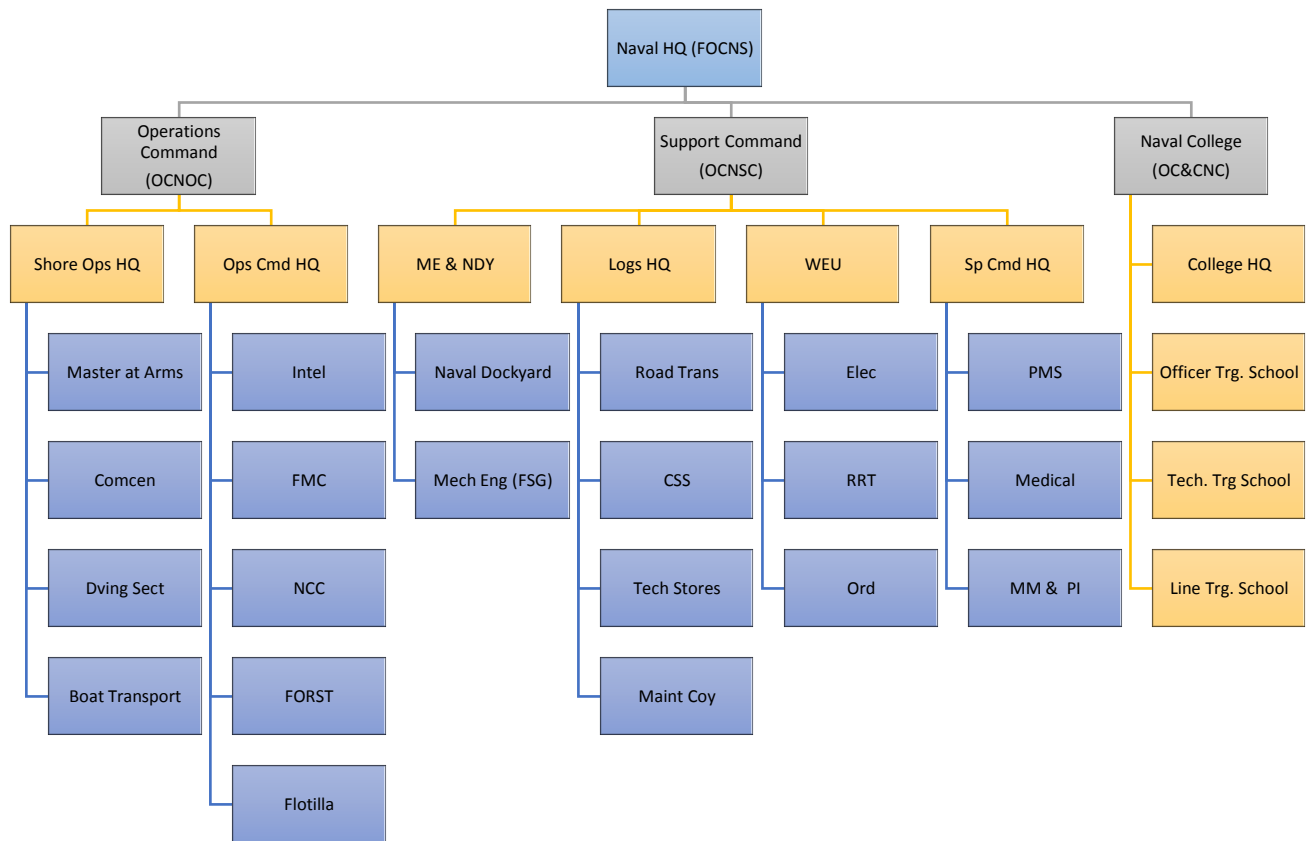 Naval HQ (FOCNS)
Operations
Command
(OCNOC)
Support Command
(OCNSC)
Naval College
(OC&CNC)
Shore Ops HQ
Ops Cmd HQ
ME & NDY
Logs HQ
WEU
Sp Cmd HQ
College HQ
Master at Arms
Intel
Naval Dockyard
Road Trans
Elec
PMS
Officer Trg. School
Comcen
FMC
Mech Eng (FSG)
CSS
RRT
Medical
Tech. Trg School
Dving Sect
NCC
Tech Stores
Ord
MM & PI
Line Trg. School
Boat Transport
FORST
Maint Coy
Flotilla